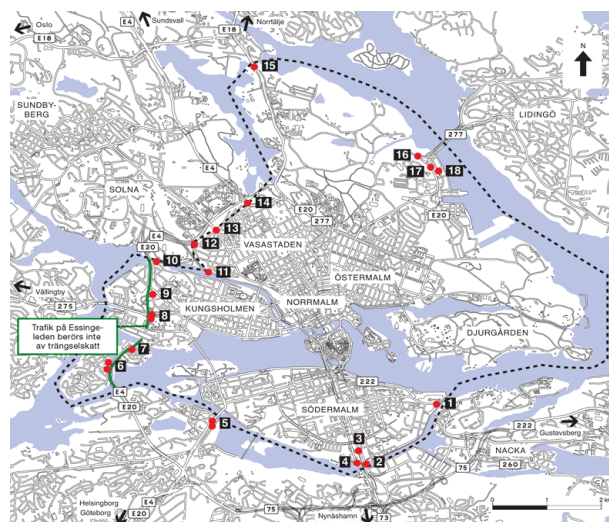 Oslo
E18
E4
Sundsvall
E18
Norrtälje
N
15
SUNDBY-
BERG
LIDINGÖ
277
16
17
18
E4
SOLNA
14
E20
277
E20
13
12
VASASTADEN
E4
E20
10
11
ÖSTERMALM
Vällingby
275
9
KUNGSHOLMEN
NORRMALM
8
DJURGÅRDEN
Trafik på Essinge-
leden berörs inte
av trängselskatt
7
6
222
E4
E20
SÖDERMALM
1
5
222
Gustavsberg
3
4
2
NACKA
75
260
Helsingborg
Göteborg
E4
E20
75
Nynäshamn
73
0
1
2 k